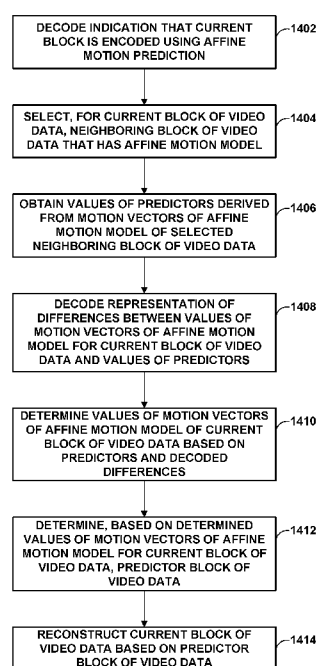 DECODE INDICATION THAT CURRENT
BLOCK IS ENCODED USING AFFINE
MOTION PREDICTION
1402
SELECT, FOR CURRENT BLOCK OF VIDEO
DATA, NEIGHBORING BLOCK OF VIDEO
DATA THAT HAS AFFINE MOTION MODEL
1404
OBTAIN VALUES OF PREDICTORS DERIVED
FROM MOTION VECTORS OF AFFINE
MOTION MODEL OF SELECTED
NEIGHBORING BLOCK OF VIDEO DATA
1406
DECODE REPRESENTATION OF
DIFFERENCES BETWEEN VALUES OF
MOTION VECTORS OF AFFINE MOTION
MODEL FOR CURRENT BLOCK OF VIDEO
DATA AND VALUES OF PREDICTORS
1408
DETERMINE VALUES OF MOTION VECTORS
OF AFFINE MOTION MODEL OF CURRENT
BLOCK OF VIDEO DATA BASED ON
PREDICTORS AND DECODED
DIFFERENCES
1410
DETERMINE, BASED ON DETERMINED
VALUES OF MOTION VECTORS OF AFFINE
MOTION MODEL FOR CURRENT BLOCK OF
VIDEO DATA, PREDICTOR BLOCK OF
VIDEO DATA
1412
RECONSTRUCT CURRENT BLOCK OF
VIDEO DATA BASED ON PREDICTOR
BLOCK OF VIDEO DATA
1414